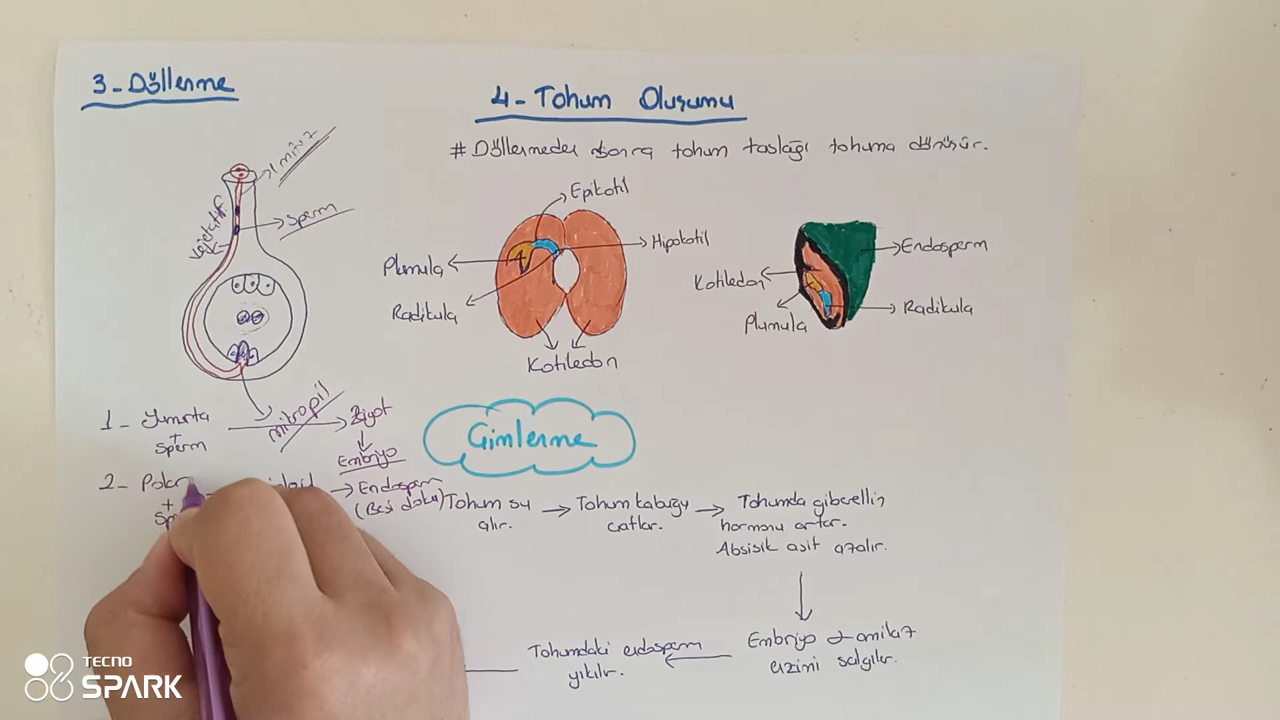 3- Döllenme
4- Tohum Oluşumu
# Döllenmeden sonra tohum taslağı tohuma dönüşür.
mitoz
Vejetatif
Sperm
Epikotil
Hipokotil
Plumula
Radikula
Kotiledon
Endosperm
Kotiledon
Plumula
Radikula
1- Yumurta
+
sperm
mitropil
Zigot
Embriyo
2- Polar
+
Endosperm
(Besi doku)
Çimlenme
Tohum su
alır.
Tohum kabuğu
çatlar.
Tohumda giberellin
hormonu artar.
Absisik asit azalır.
Embriyo α amilaz
enzimi salgılar.
Tohumdaki endosperm
yıkılır.
TECNO
SPARK